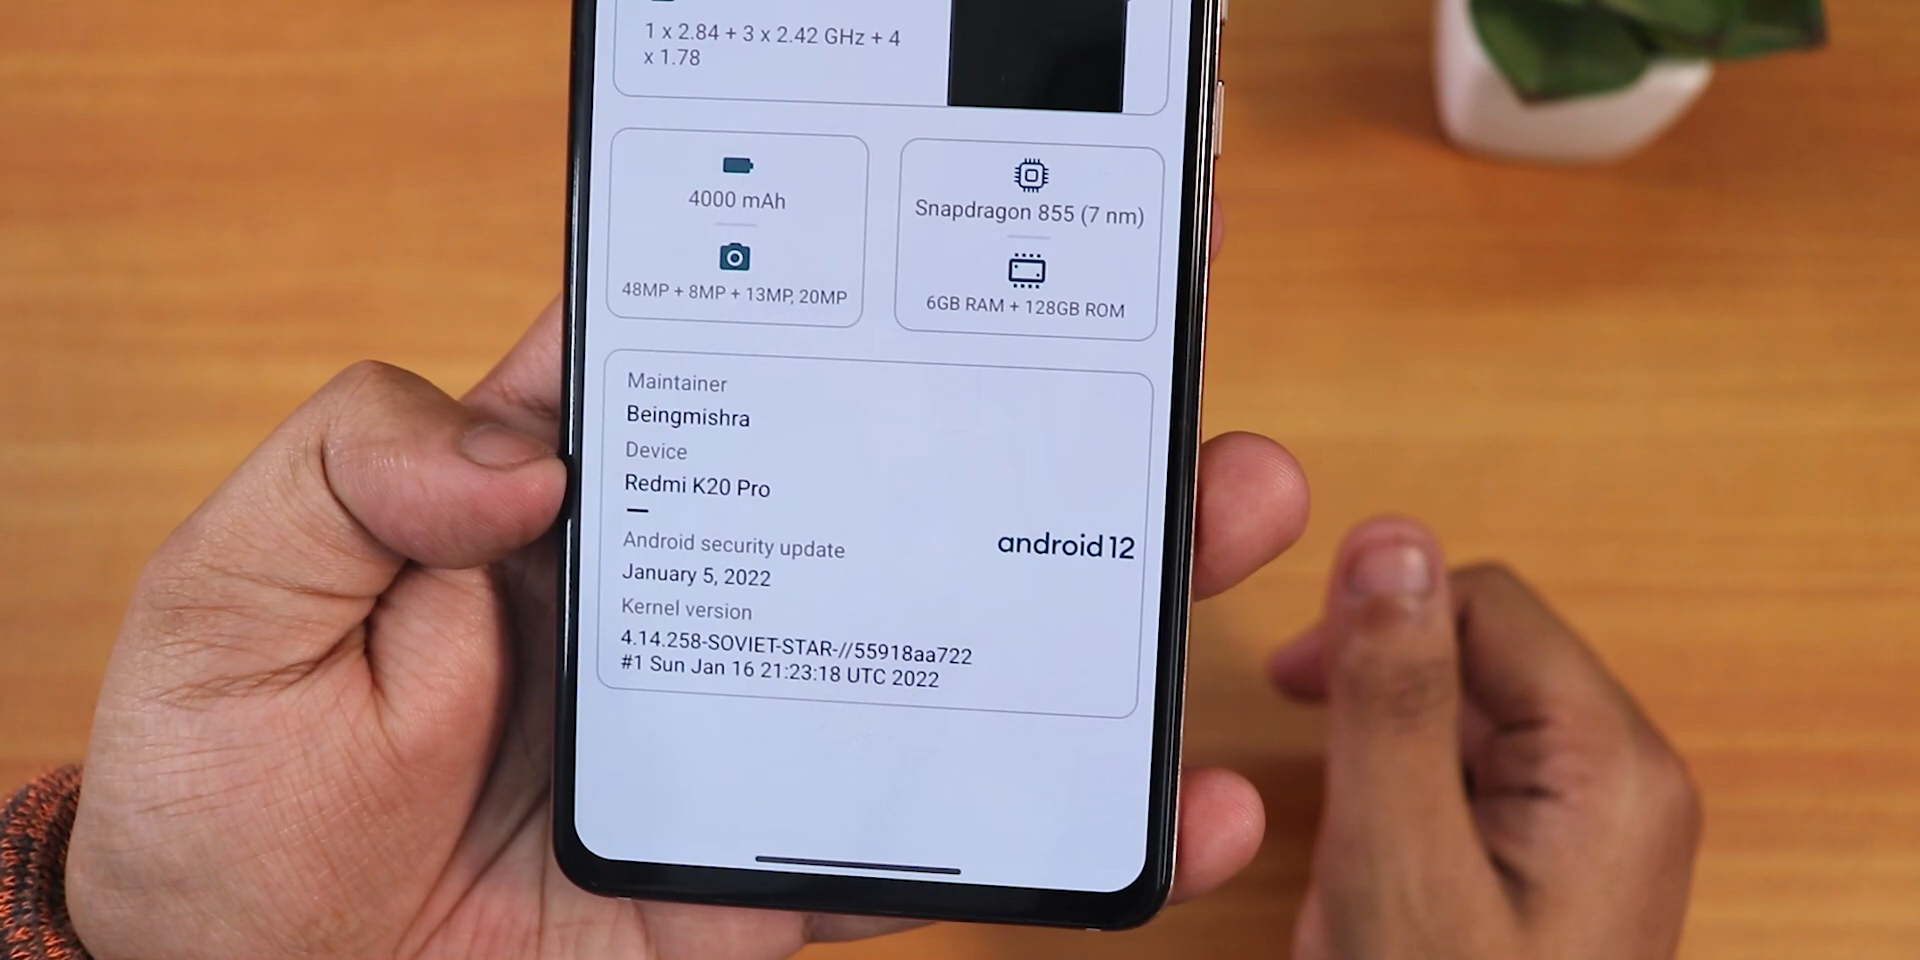 1 x 2.84 + 3 x 2.42 GHz + 4
x 1.78
4000 mAh
48MP + 8MP + 13MP, 20MP
Snapdragon 855 (7 nm)
6GB RAM + 128GB ROM
Maintainer
Beingmishra
Device
Redmi K20 Pro
Android security update
January 5, 2022
Kernel version
4.14.258-SOVIET-STAR-//55918aa722
#1 Sun Jan 16 21:23:18 UTC 2022
android 12